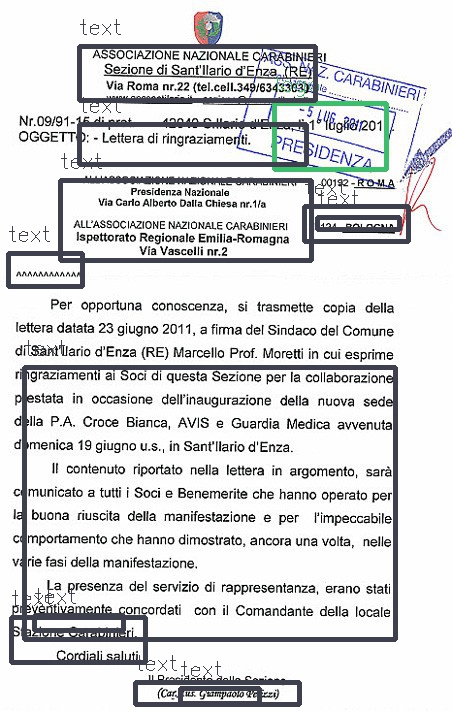 text
ASSOCIAZIONE NAZIONALE CARABINIERI
Sezione di Sant'Ilario d'Enza (RE)
Via Roma nr.22 (tel.cell.349/6343303)
ASS. NAZ. CARABINIERI
- 5 LUG. 2011
PRESIDENZA
Nr.09/91-15 di prot. 42049 S.Ilario d'Enza, li 1° luglio 201
OGGETTO: - Lettera di ringraziamenti.
text
text
ALL'ASSOCIAZIONE NAZIONALE CARABINIERI
Presidenza Nazionale
Via Carlo Alberto Dalla Chiesa nr.1/a
00192 - R O M A
text
text
ALL'ASSOCIAZIONE NAZIONALE CARABINIERI
Ispettorato Regionale Emilia-Romagna
Via Vascelli nr.2
BOLOGNA
text
^^^^^^^^^^^^
Per opportuna conoscenza, si trasmette copia della
lettera datata 23 giugno 2011, a firma del Sindaco del Comune
di Sant'Ilario d'Enza (RE) Marcello Prof. Moretti in cui esprime
text
ringraziamenti ai Soci di questa Sezione per la collaborazione
prestata in occasione dell'inaugurazione della nuova sede
della P.A. Croce Bianca, AVIS e Guardia Medica avvenuta
domenica 19 giugno u.s., in Sant'Ilario d'Enza.
Il contenuto riportato nella lettera in argomento, sarà
comunicato a tutti i Soci e Benemerite che hanno operato per
la buona riuscita della manifestazione e per l'impeccabile
comportamento che hanno dimostrato, ancora una volta, nelle
varie fasi della manifestazione.
La presenza del servizio di rappresentanza, erano stati
text
text
preventivamente concordati con il Comandante della locale
Stazione Carabinieri.
Cordiali saluti
text
text
Il Presidente della Sezione
(Car. Aus. Giampaolo Pelizzi)